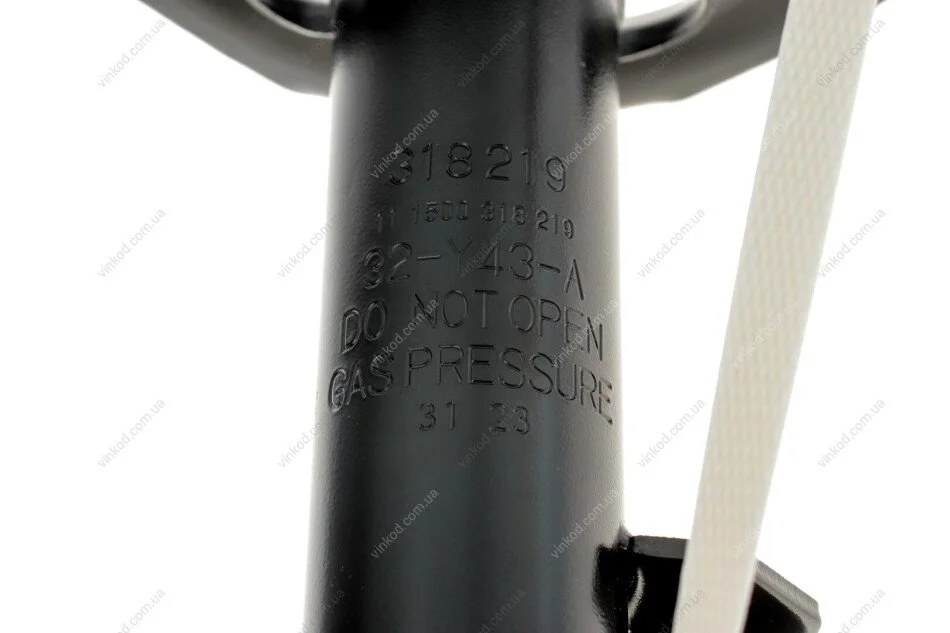 318219
11 1500 318 219
32-Y43-A
DO NOT OPEN
GAS PRESSURE
31 23
vinkod.com.ua